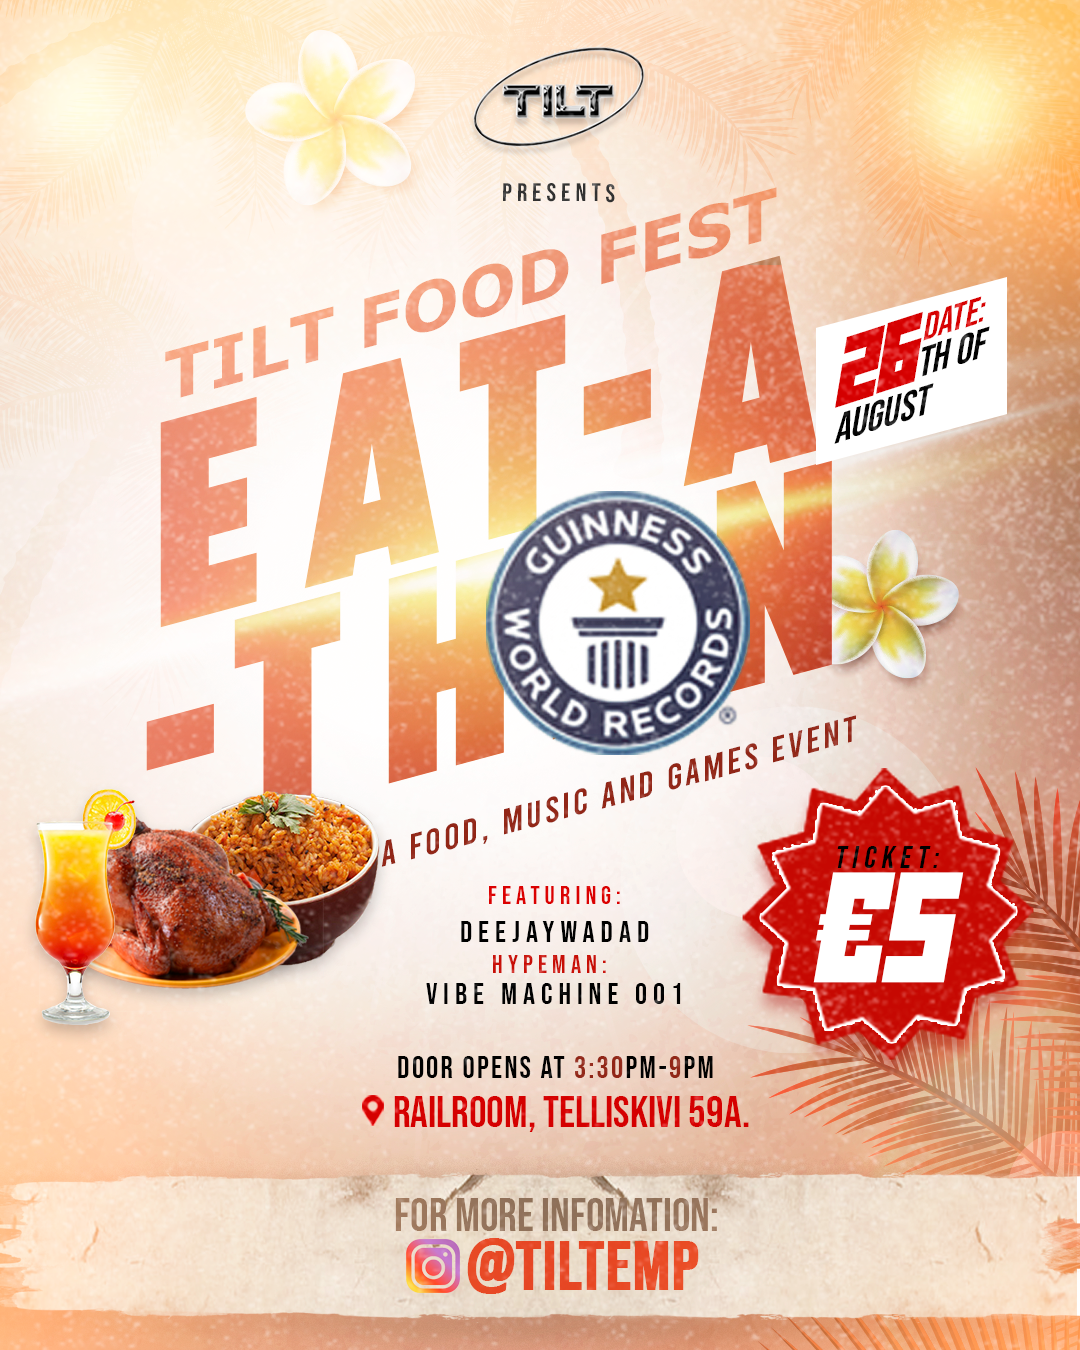 TILT
PRESENTS
TILT FOOD FEST
EAT-A
-TH N
GUINNESS
WORLD RECORDS
®
DATE:
26TH OF
AUGUST
A FOOD, MUSIC AND GAMES EVENT
FEATURING:
DEEJAYWADAD
HYPEMAN:
VIBE MACHINE 001
TICKET:
€5
DOOR OPENS AT 3:30PM-9PM
RAILROOM, TELLISKIVI 59A.
FOR MORE INFOMATION:
@TILTEMP